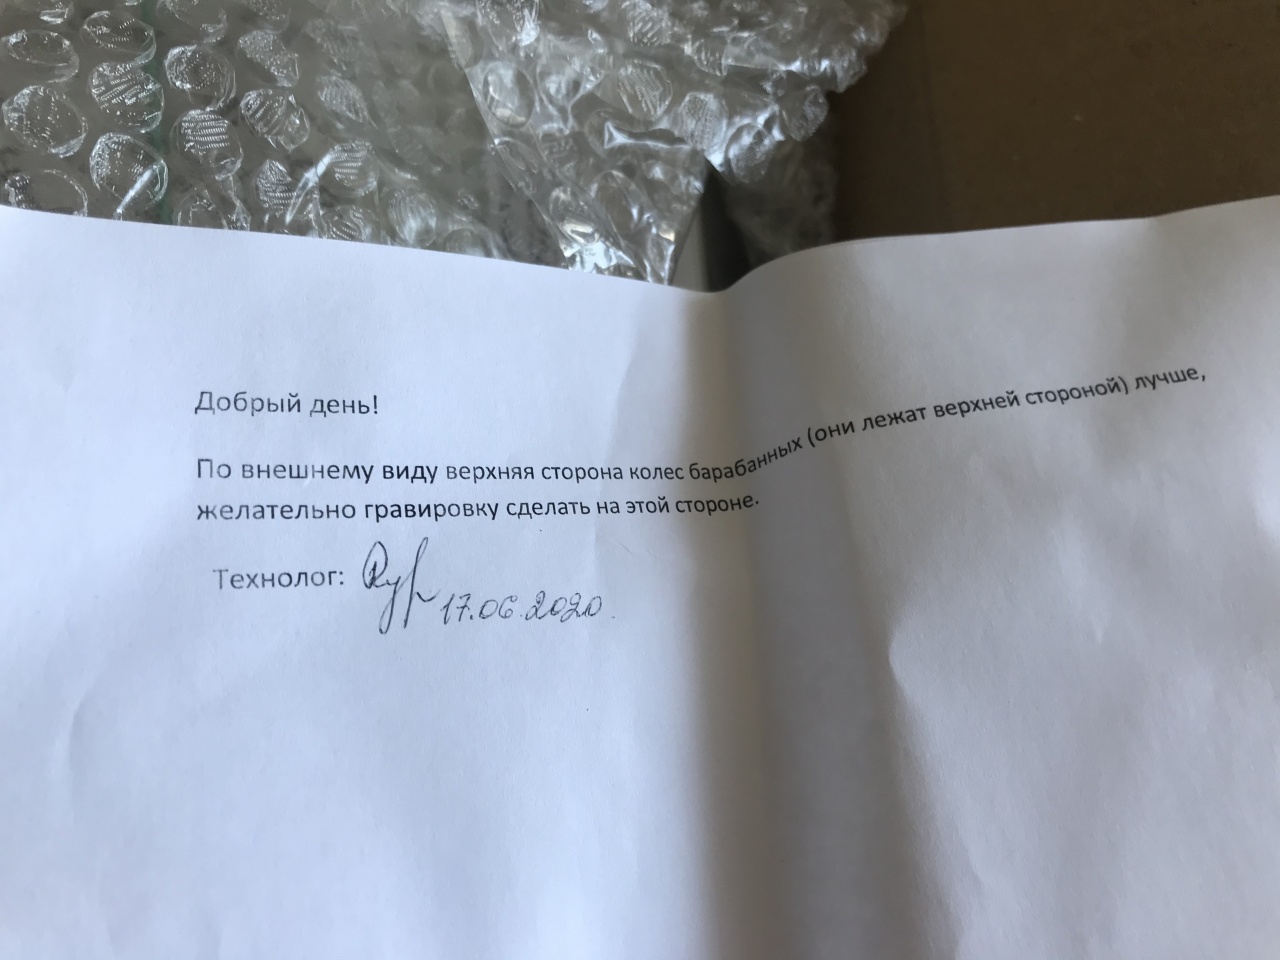 Добрый день!
По внешнему виду верхняя сторона колес барабанных (они лежат верхней стороной) лучше,
желательно гравировку сделать на этой стороне.
Технолог: 17.06.2020